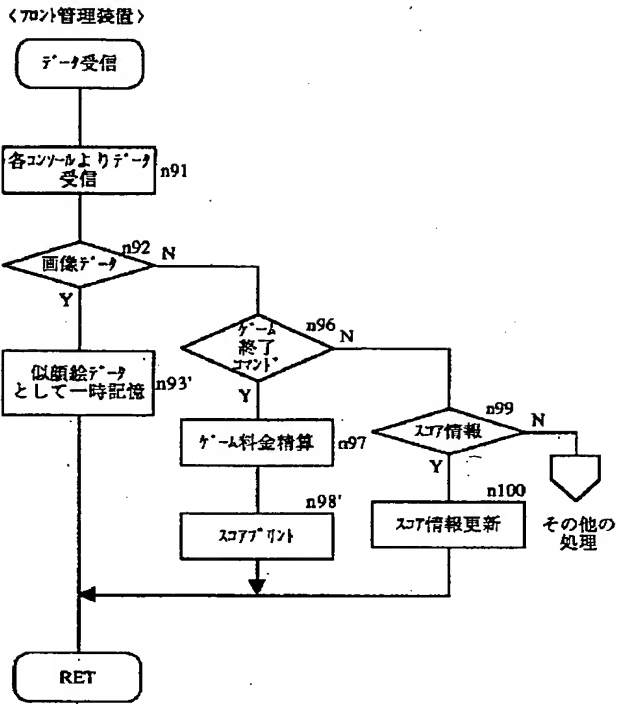 〈フロント管理装置〉
データ受信
各コンソールよりデータ
受信
n91
n92
画像データ
N
Y
似顔絵データ
として一時記憶
n93'
ゲーム
終了
コマンド
n96
N
Y
ゲーム料金精算
n97
n98'
スコアプリント
n99
スコア情報
N
Y
n100
スコア情報更新
その他の
処理
RET